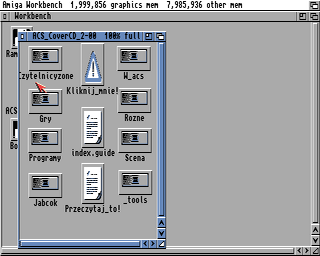 Amiga Workbench 1,999,856 graphics mem 7,985,936 other mem
Workbench
ACS_CoverCD_2-00 100% full
Ram
Czytelniczyzone
Kliknij_mnie!
W_acs
ACS
Gry
index.guide
Rozne
Bo
Programy
Scena
Jabcok
Przeczytaj_to!
_tools